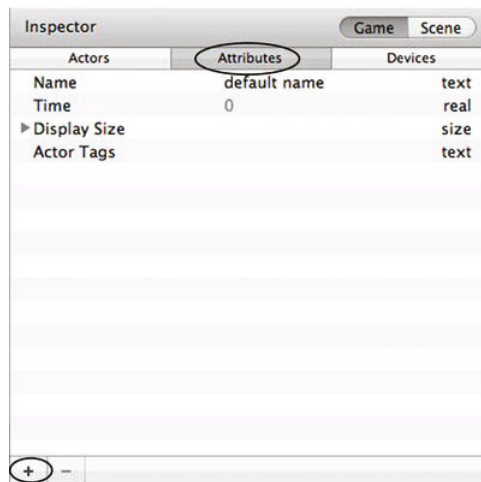 Inspector Game Scene
Actors Attributes Devices
Name default name text
Time 0 real
Display Size size
Actor Tags text
+ −